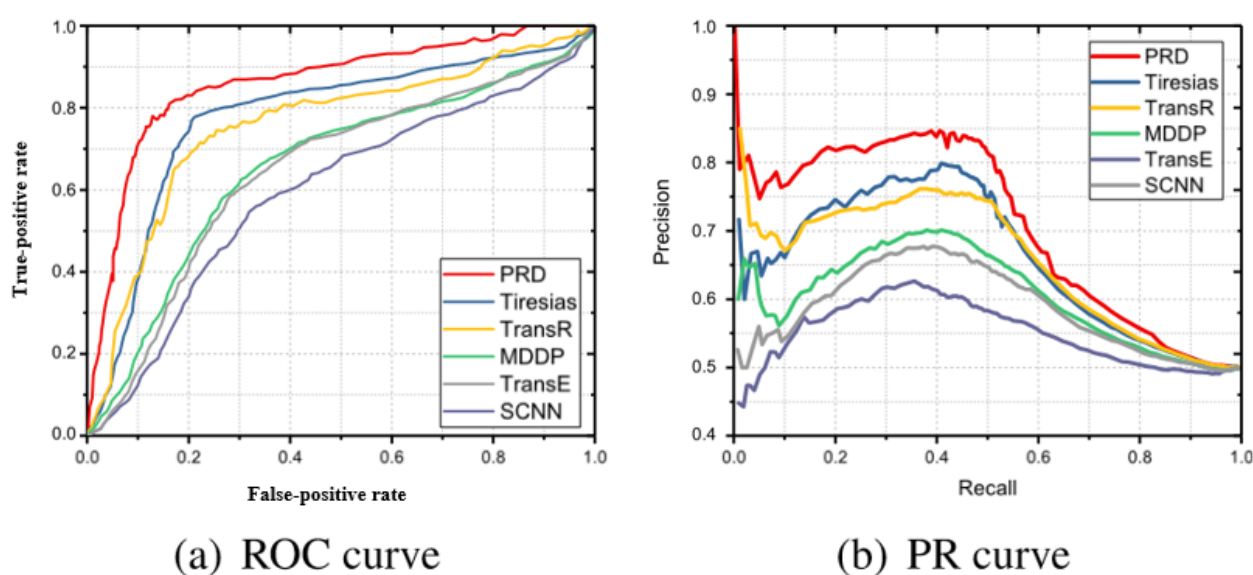 1.0
0.8
0.6
0.4
0.2
0.0
True-positive rate
PRD
Tiresias
TransR
MDDP
TransE
SCNN
0.0 0.2 0.4 0.6 0.8 1.0
False-positive rate
(a) ROC curve
1.0
0.9
0.8
0.7
0.6
0.5
0.4
Precision
PRD
Tiresias
TransR
MDDP
TransE
SCNN
0.0 0.2 0.4 0.6 0.8 1.0
Recall
(b) PR curve